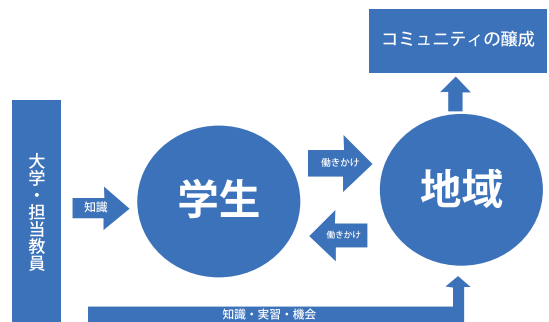 コミュニティの醸成
大学・担当教員
知識
学生
働きかけ
地域
働きかけ
知識・実習・機会